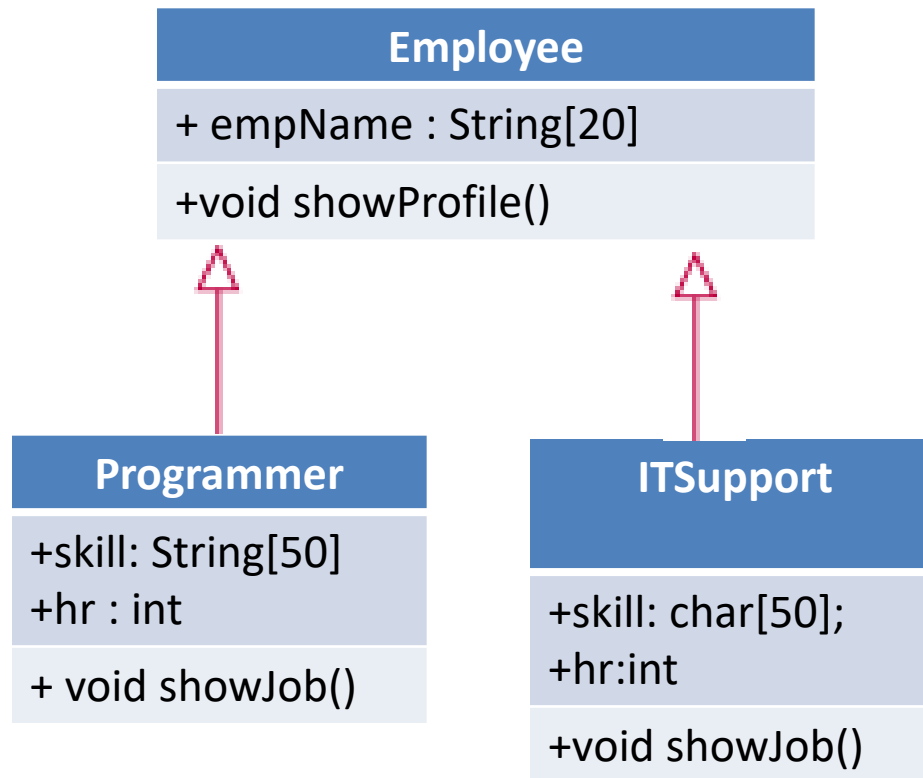 Employee
+ empName : String[20]
+void showProfile()
Programmer
+skill: String[50]
+hr : int
+ void showJob()
ITSupport
+skill: char[50];
+hr:int
+void showJob()